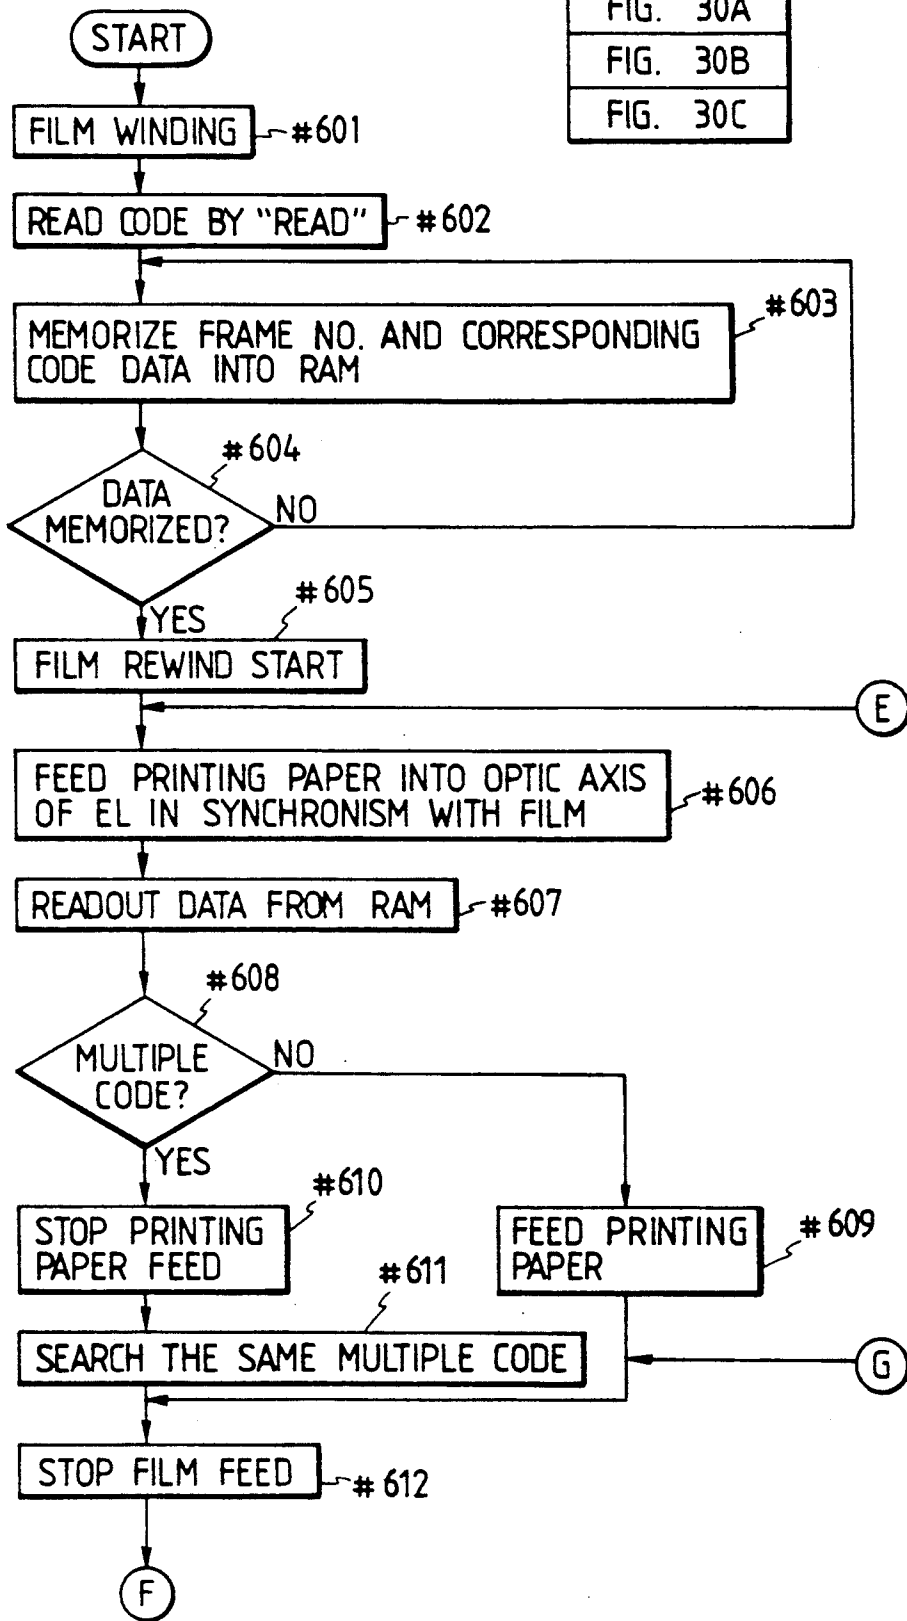 FIG. 30A
FIG. 30B
FIG. 30C
START
FILM WINDING
#601
READ CODE BY "READ"
#602
#603
MEMORIZE FRAME NO. AND CORRESPONDING
CODE DATA INTO RAM
#604
DATA
MEMORIZED?
NO
YES
#605
FILM REWIND START
E
FEED PRINTING PAPER INTO OPTIC AXIS
OF EL IN SYNCHRONISM WITH FILM
#606
READOUT DATA FROM RAM
#607
#608
MULTIPLE
CODE?
NO
YES
#610
STOP PRINTING
PAPER FEED
FEED PRINTING
PAPER
#609
#611
SEARCH THE SAME MULTIPLE CODE
G
STOP FILM FEED
#612
F